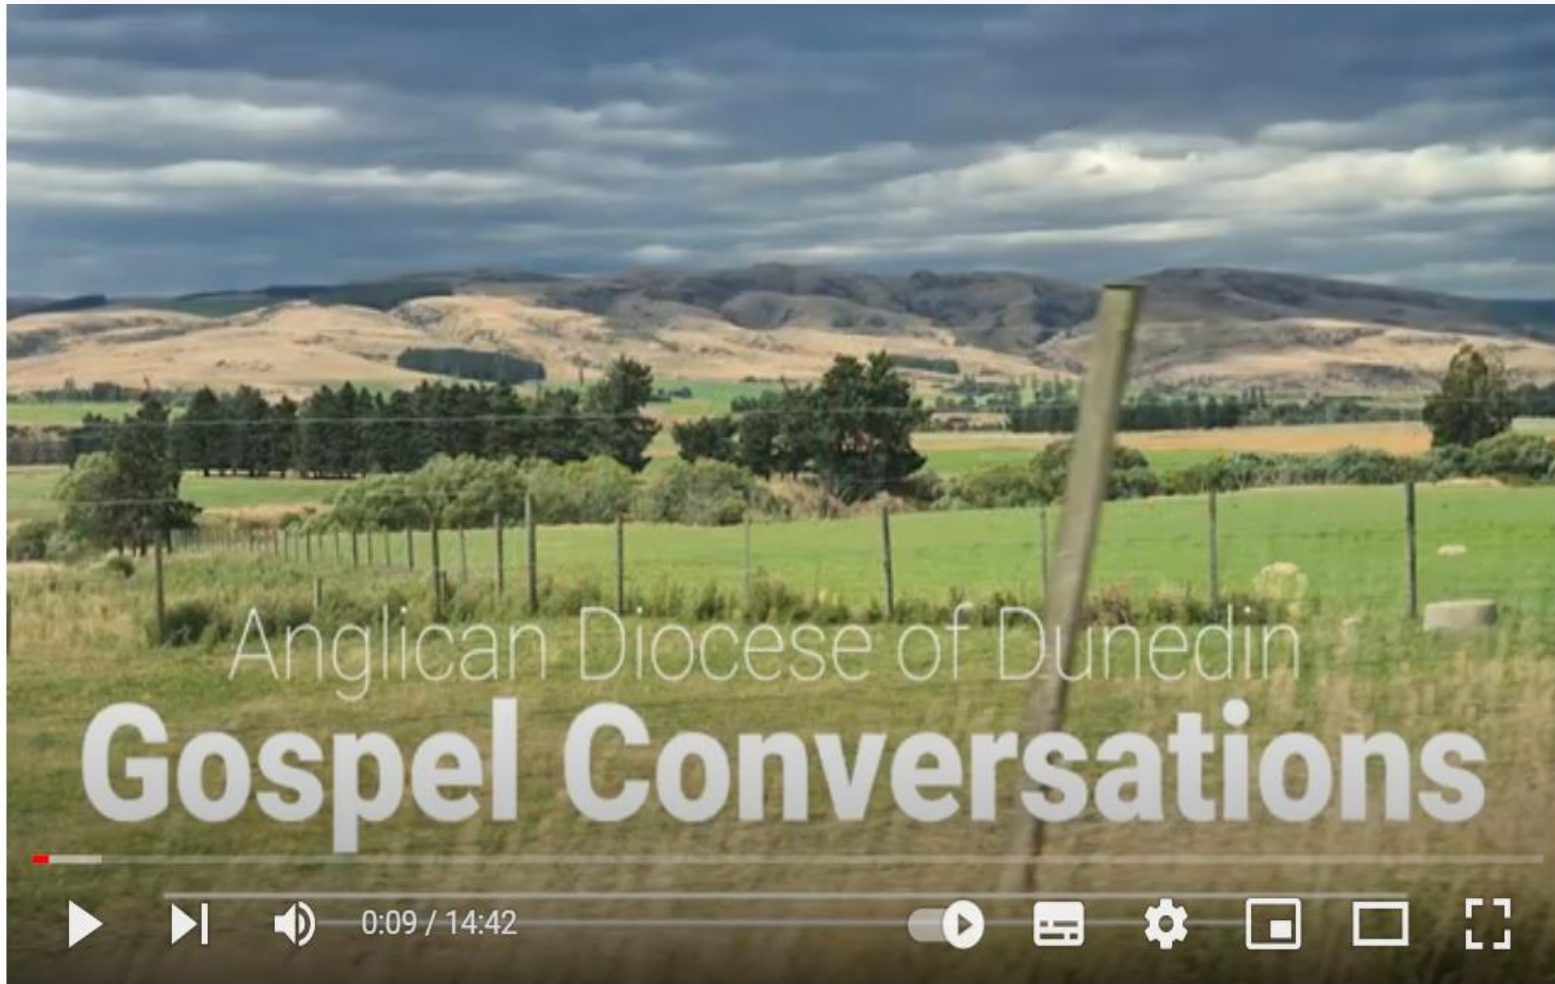 Anglican Diocese of Dunedin
Gospel Conversations
0:09 / 14:42